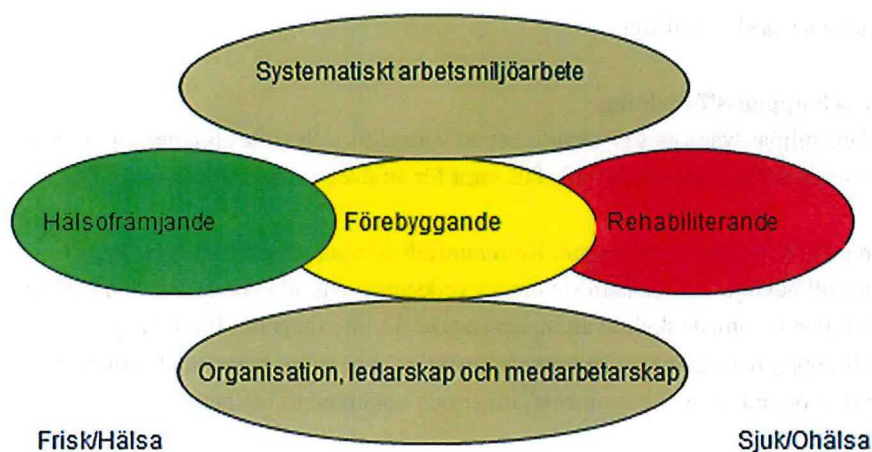 Systematiskt arbetsmiljöarbete
Hälsofrämjande
Förebyggande
Rehabiliterande
Organisation, ledarskap och medarbetarskap
Frisk/Hälsa
Sjuk/Ohälsa